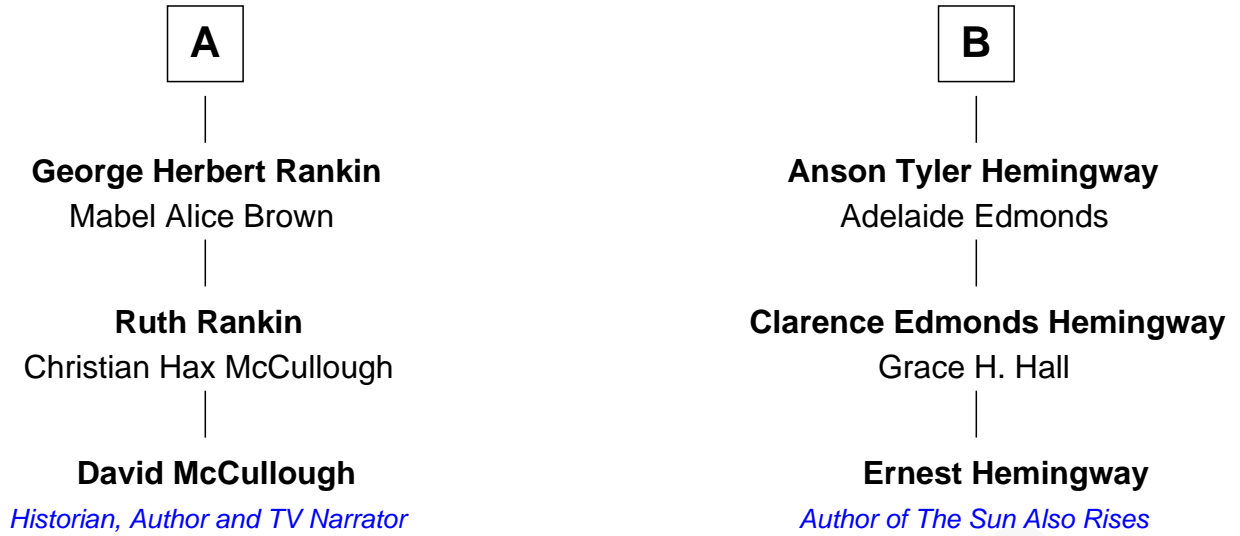 A
George Herbert Rankin
Mabel Alice Brown
Ruth Rankin
Christian Hax McCullough
David McCullough
Historian, Author and TV Narrator
B
Anson Tyler Hemingway
Adelaide Edmonds
Clarence Edmonds Hemingway
Grace H. Hall
Ernest Hemingway
Author of The Sun Also Rises